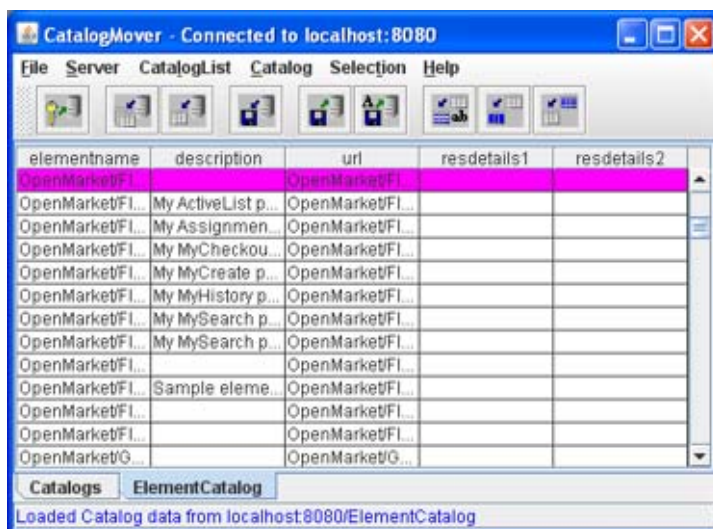 CatalogMover - Connected to localhost:8080
File Server CatalogList Catalog Selection Help
elementname description url resdetails1 resdetails2
OpenMarket/Fl... OpenMarket/Fl...
OpenMarket/Fl... My ActiveList p... OpenMarket/Fl...
OpenMarket/Fl... My Assignmen... OpenMarket/Fl...
OpenMarket/Fl... My MyCheckou... OpenMarket/Fl...
OpenMarket/Fl... My MyCreate p... OpenMarket/Fl...
OpenMarket/Fl... My MyHistory p... OpenMarket/Fl...
OpenMarket/Fl... My MySearch p... OpenMarket/Fl...
OpenMarket/Fl... My MySearch p... OpenMarket/Fl...
OpenMarket/Fl... OpenMarket/Fl...
OpenMarket/Fl... Sample eleme... OpenMarket/Fl...
OpenMarket/Fl... OpenMarket/Fl...
OpenMarket/Fl... OpenMarket/Fl...
OpenMarket/G... OpenMarket/G...
Catalogs ElementCatalog
Loaded Catalog data from localhost:8080/ElementCatalog